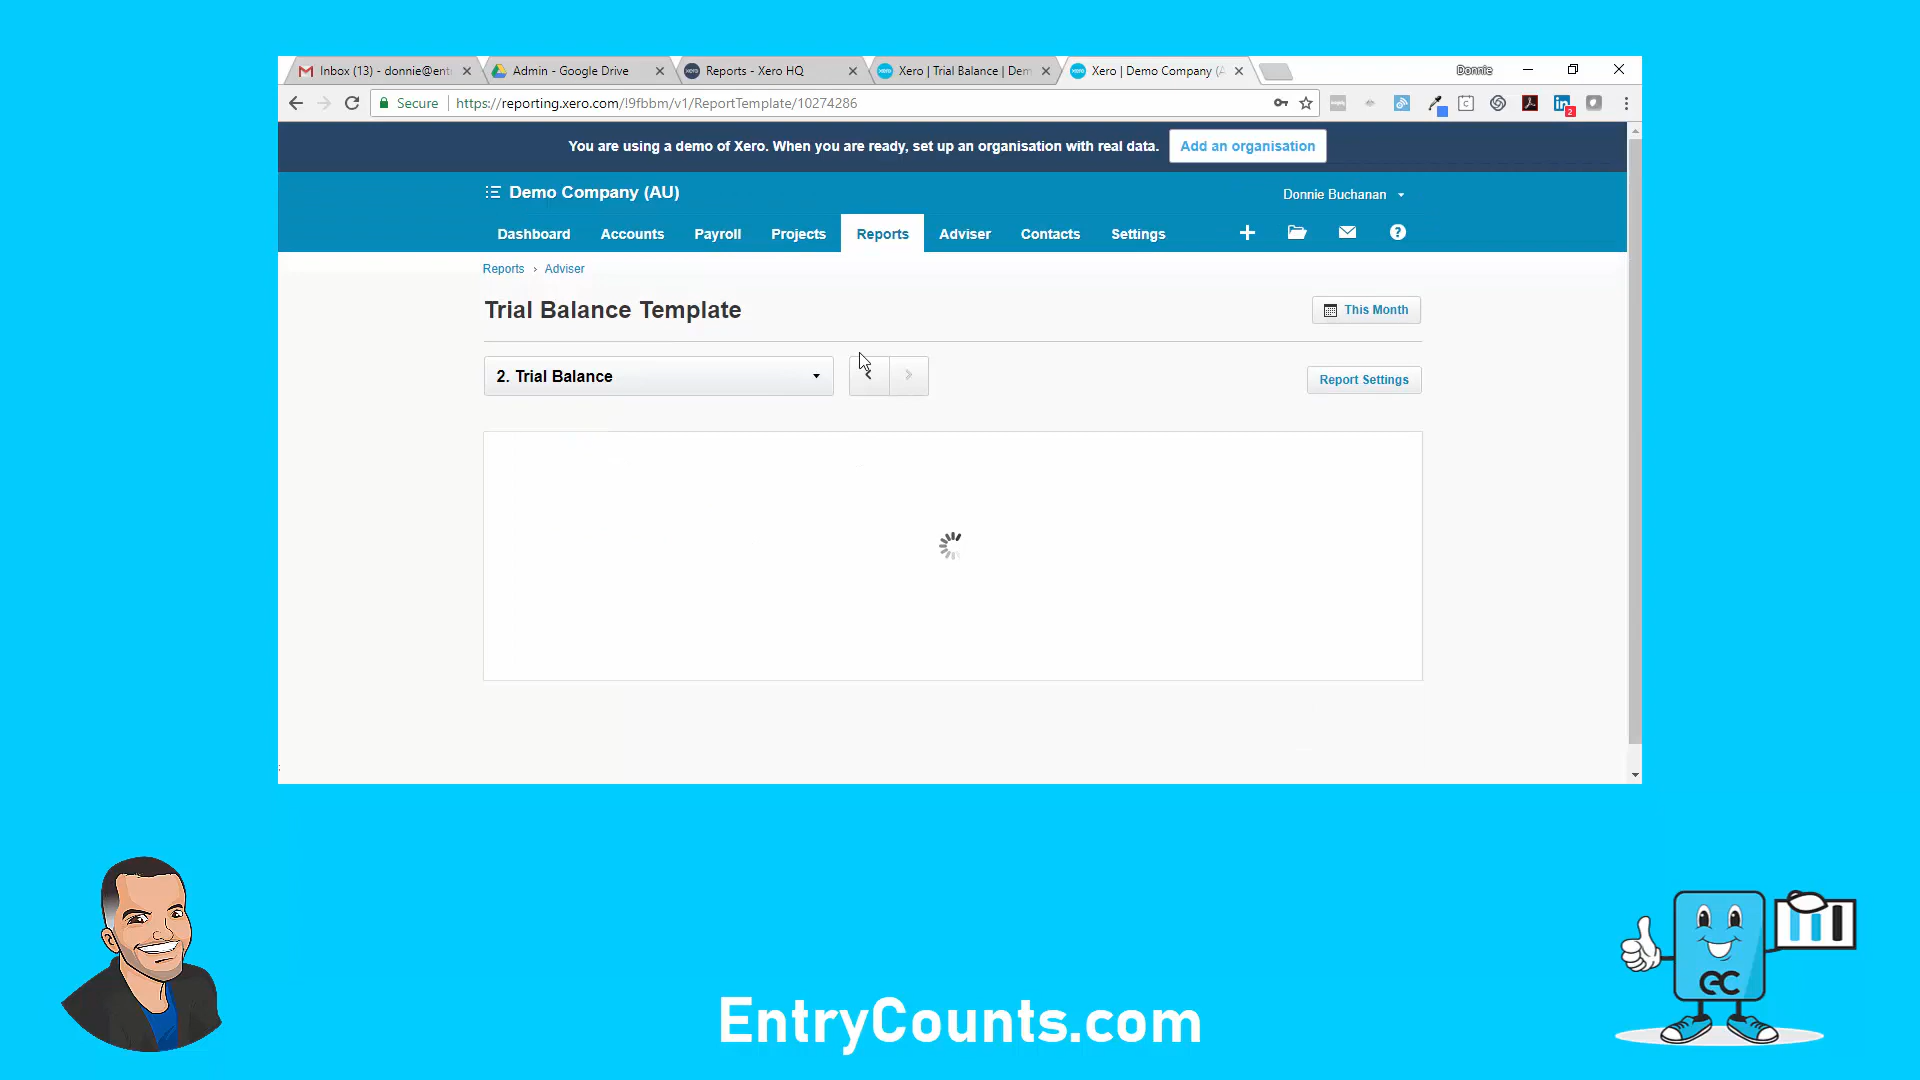 Inbox (13) - donnie@ent
Admin - Google Drive
Reports - Xero HQ
Xero | Trial Balance | Dem
Xero | Demo Company (A
Donnie
Secure
https://reporting.xero.com/!9fbbm/v1/ReportTemplate/10274286
You are using a demo of Xero. When you are ready, set up an organisation with real data.
Add an organisation
Demo Company (AU)
Donnie Buchanan
Dashboard
Accounts
Payroll
Projects
Reports
Adviser
Contacts
Settings
Reports › Adviser
Trial Balance Template
This Month
2. Trial Balance
Report Settings
ec
EntryCounts.com